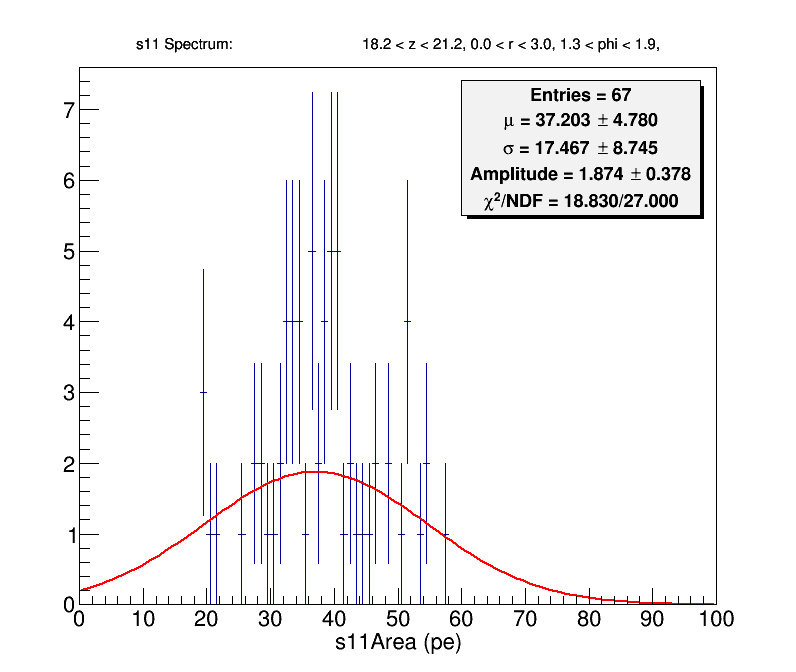 s11 Spectrum: 18.2 < z < 21.2, 0.0 < r < 3.0, 1.3 < phi < 1.9,
Entries = 67
μ = 37.203 ± 4.780
σ = 17.467 ± 8.745
Amplitude = 1.874 ± 0.378
χ²/NDF = 18.830/27.000
7
6
5
4
3
2
1
0
0 10 20 30 40 50 60 70 80 90 100
s11Area (pe)